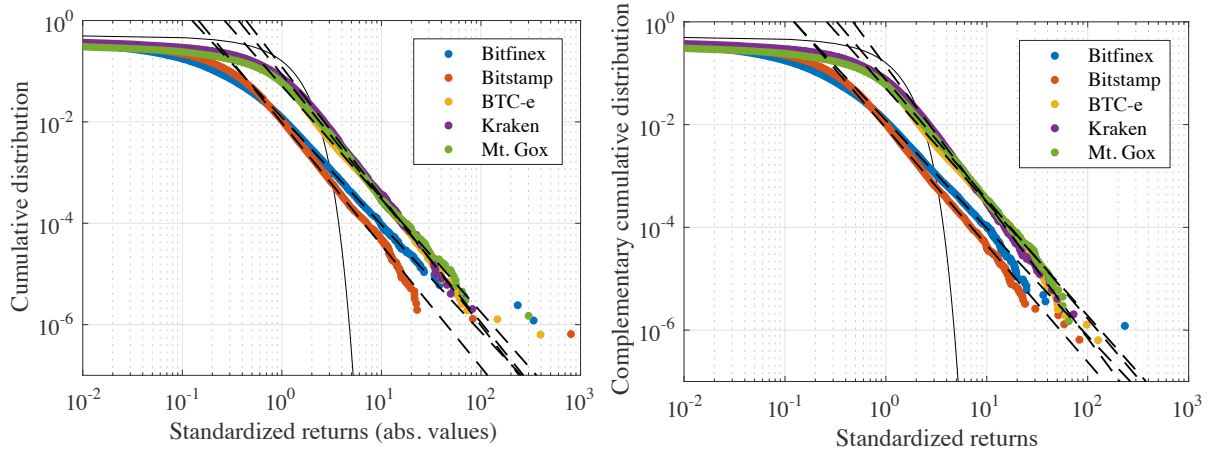 Cumulative distribution
10^0
10^-2
10^-4
10^-6
Bitfinex
Bitstamp
BTC-e
Kraken
Mt. Gox
10^-2
10^-1
10^0
10^1
10^2
10^3
Standardized returns (abs. values)
Complementary cumulative distribution
10^0
10^-2
10^-4
10^-6
Bitfinex
Bitstamp
BTC-e
Kraken
Mt. Gox
10^-2
10^-1
10^0
10^1
10^2
10^3
Standardized returns